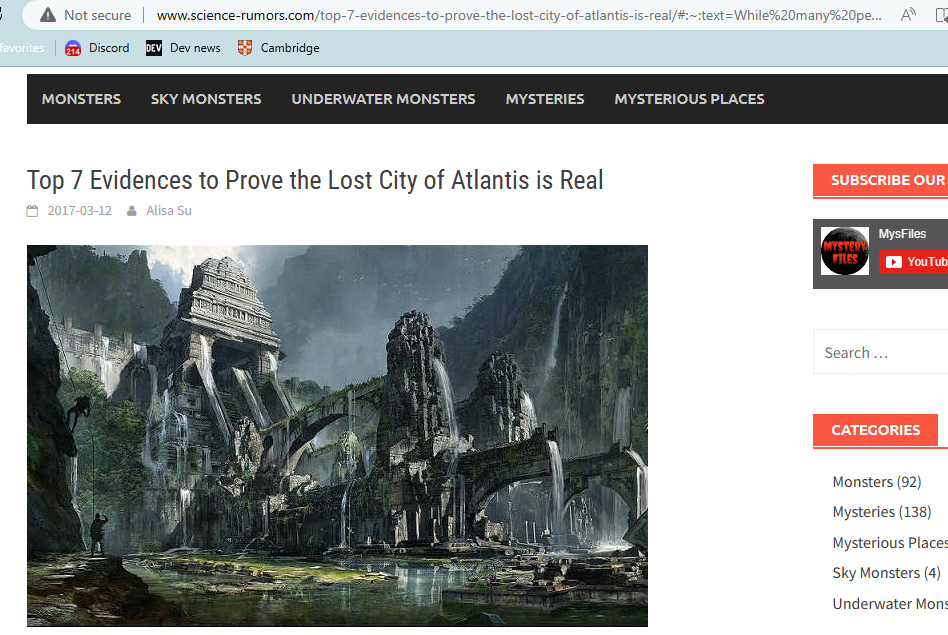 Not secure www.science-rumors.com/top-7-evidences-to-prove-the-lost-city-of-atlantis-is-real/#:~:text=While%20many%20pe...
favorites Discord DEV Dev news Cambridge
214
MONSTERS SKY MONSTERS UNDERWATER MONSTERS MYSTERIES MYSTERIOUS PLACES
Top 7 Evidences to Prove the Lost City of Atlantis is Real
2017-03-12 Alisa Su
SUBSCRIBE OUR
MysFiles
MYSTERY
FILES
YouTub
Search …
CATEGORIES
Monsters (92)
Mysteries (138)
Mysterious Places
Sky Monsters (4)
Underwater Mons